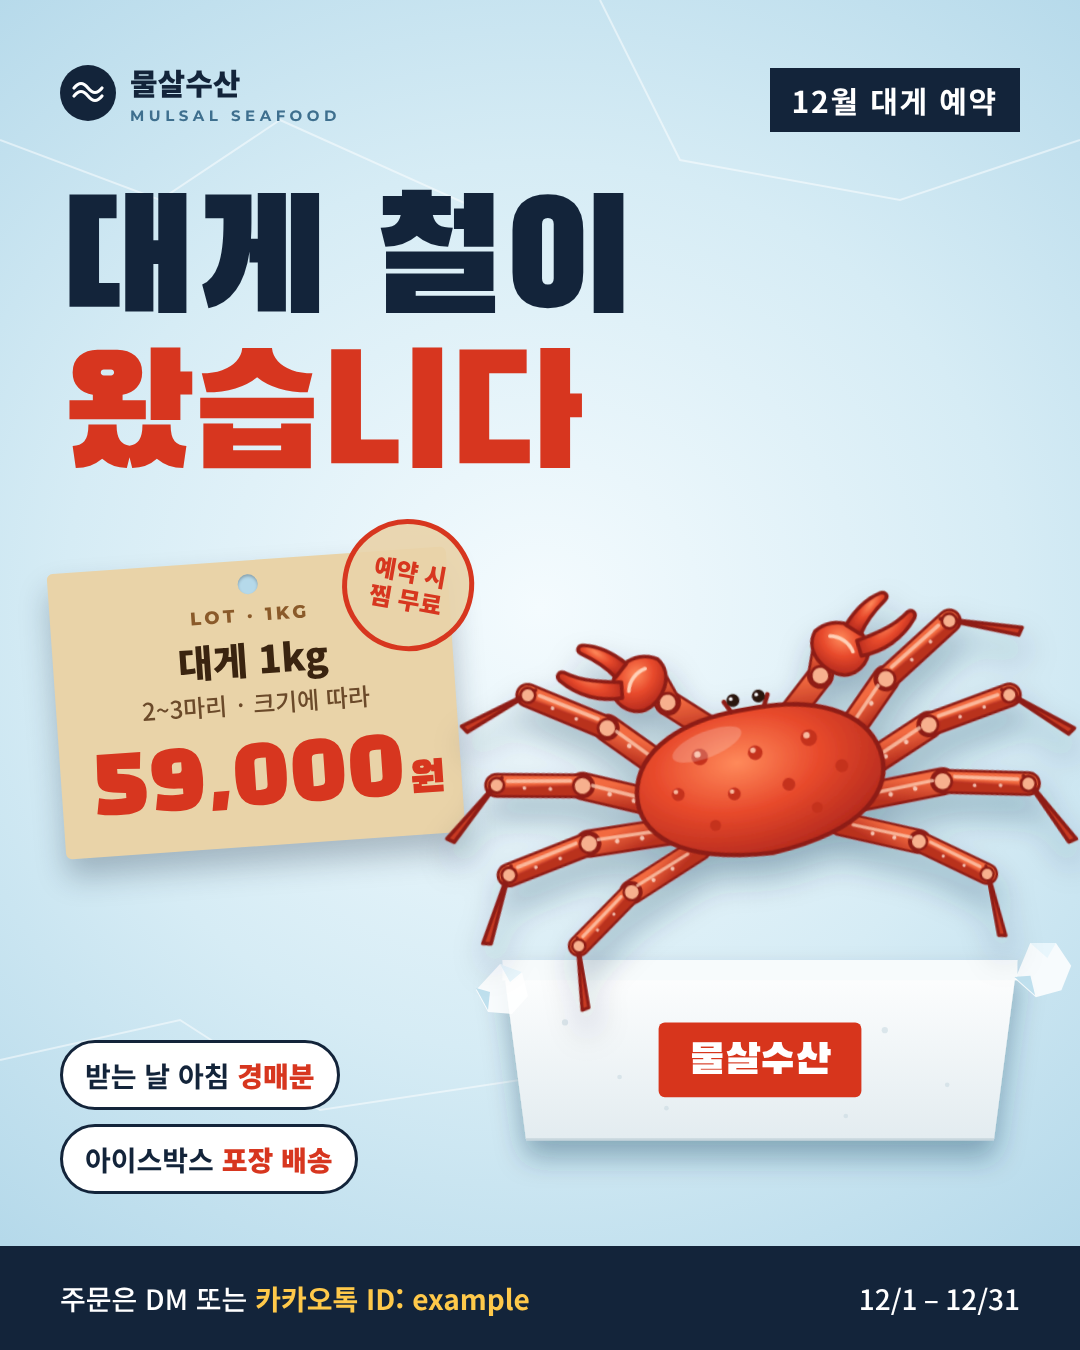 물살수산
MULSAL SEAFOOD
12월 대게 예약
대게 철이
왔습니다
예약 시
찜 무료
LOT · 1KG
대게 1kg
2~3마리 · 크기에 따라
59,000원
물살수산
받는 날 아침 경매분
아이스박스 포장 배송
주문은 DM 또는 카카오톡 ID: example
12/1 – 12/31